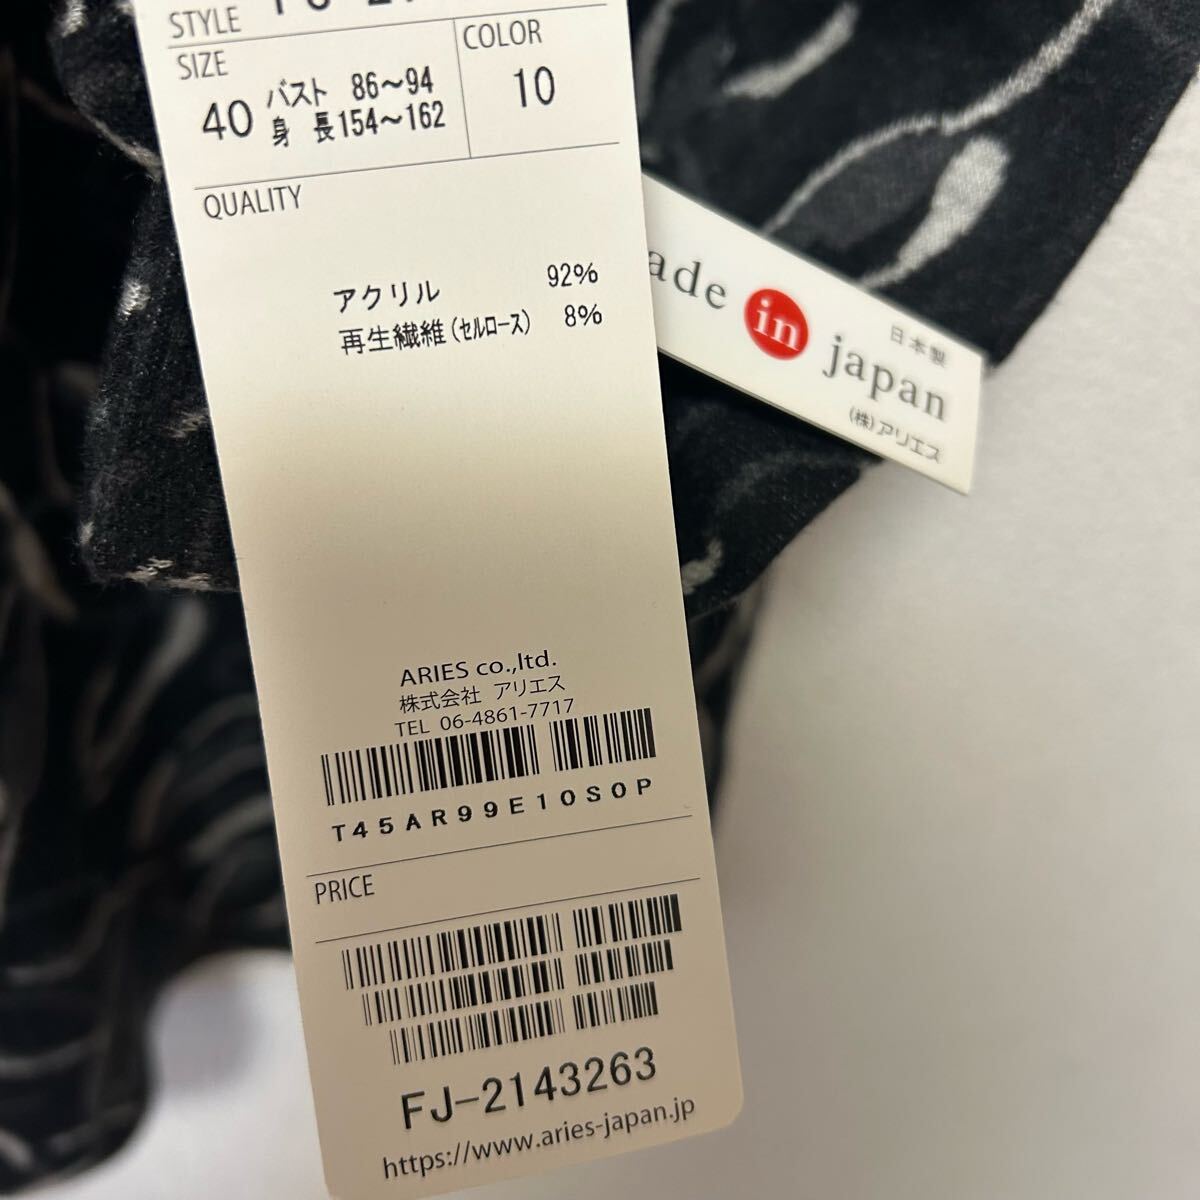 STYLE
SIZE
COLOR
40 バスト 86～94
身 長154～162
10
QUALITY
アクリル 92%
再生繊維(セルロース) 8%
ARIES co.,ltd.
株式会社 アリエス
TEL 06-4861-7717
T45AR99E10S0P
PRICE
FJ-2143263
https://www.aries-japan.jp
ade in japan
日本製
(株)アリエス